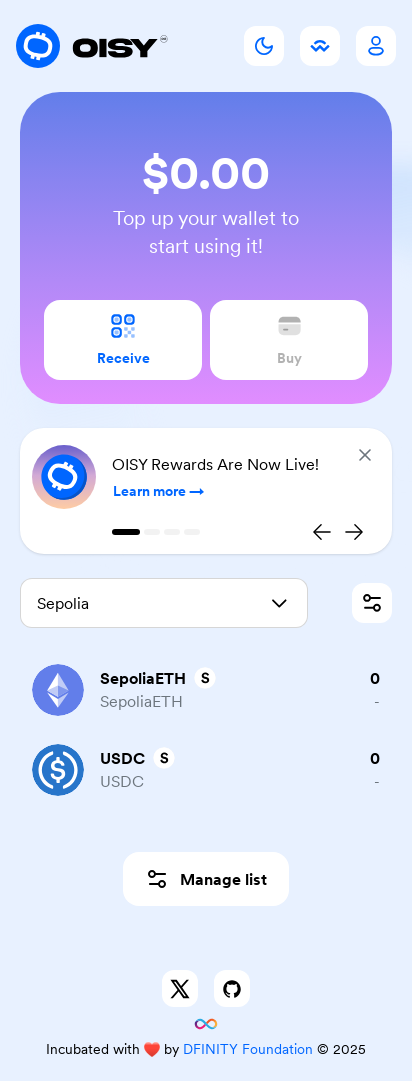 OISY
$0.00
Top up your wallet to
start using it!
Receive
Buy
OISY Rewards Are Now Live!
Learn more
Sepolia
SepoliaETH S
0
SepoliaETH
-
USDC S
0
USDC
-
Manage list
Incubated with ❤️ by DFINITY Foundation © 2025